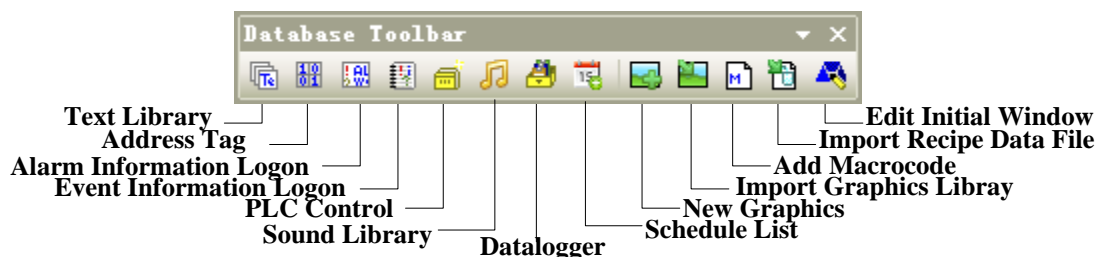 Database Toolbar
Text Library
Edit Initial Window
Address Tag
Import Recipe Data File
Alarm Information Logon
Add Macrocode
Event Information Logon
Import Graphics Libray
PLC Control
New Graphics
Sound Library
Schedule List
Datalogger